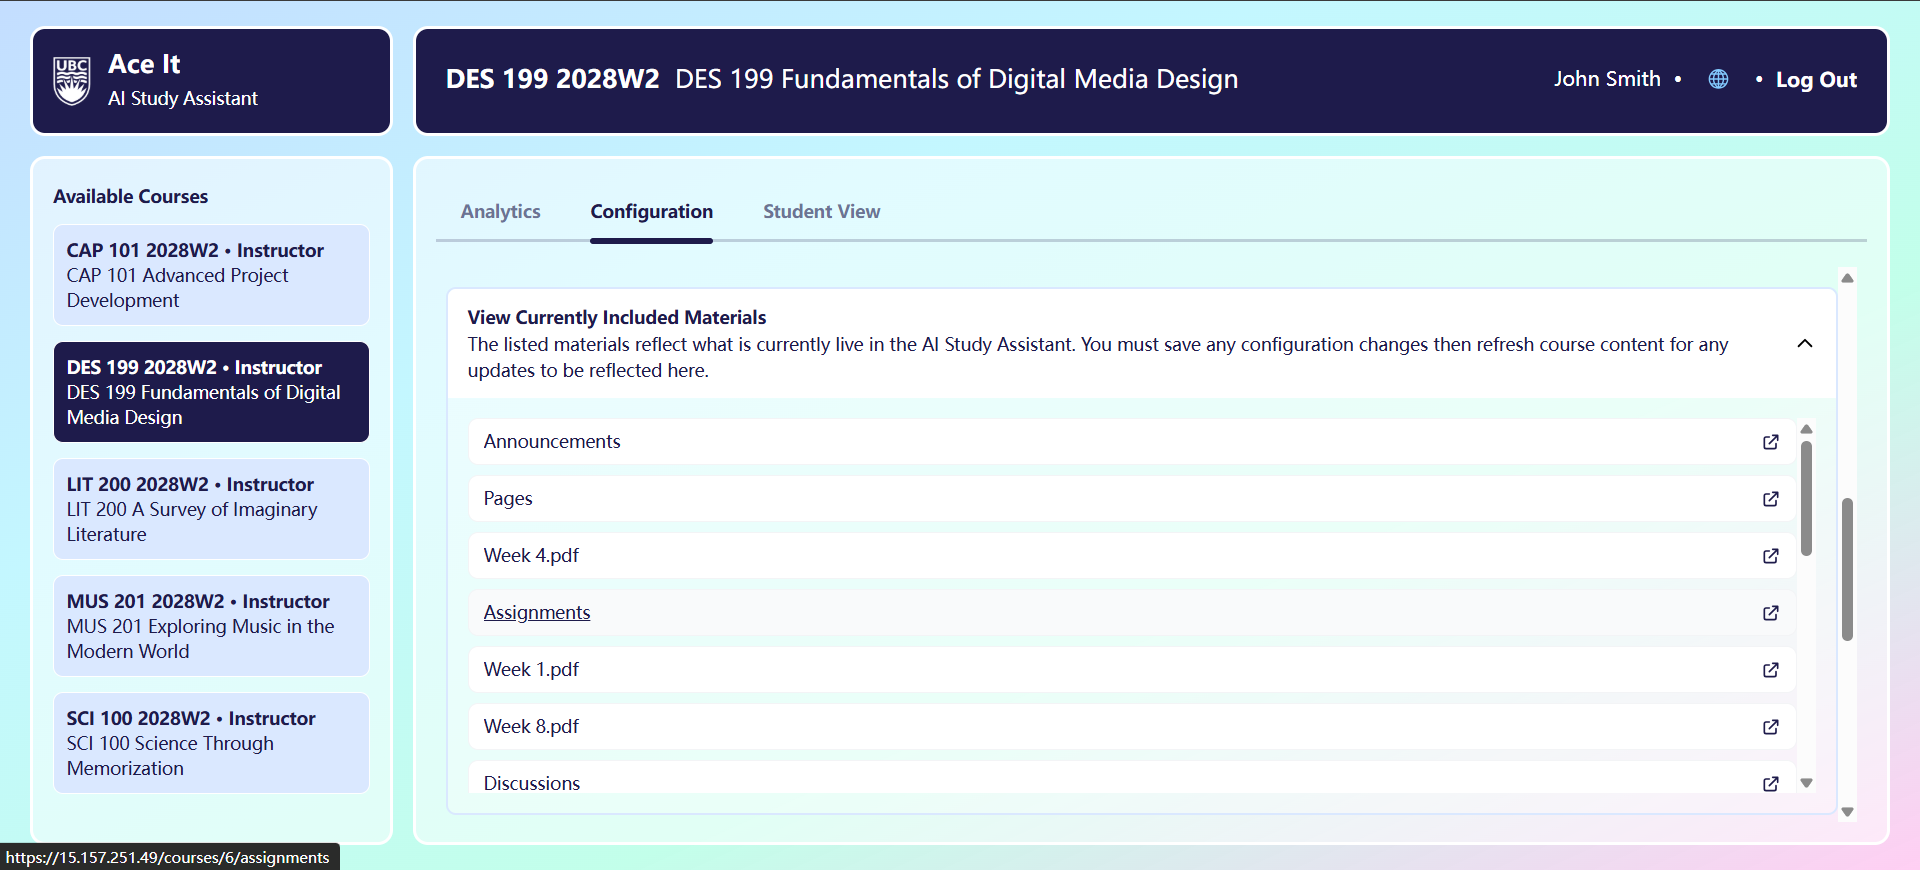 UBC
Ace It
AI Study Assistant
DES 199 2028W2 DES 199 Fundamentals of Digital Media Design
John Smith • • Log Out
Available Courses
CAP 101 2028W2 • Instructor
CAP 101 Advanced Project
Development
DES 199 2028W2 • Instructor
DES 199 Fundamentals of Digital
Media Design
LIT 200 2028W2 • Instructor
LIT 200 A Survey of Imaginary
Literature
MUS 201 2028W2 • Instructor
MUS 201 Exploring Music in the
Modern World
SCI 100 2028W2 • Instructor
SCI 100 Science Through
Memorization
Analytics Configuration Student View
View Currently Included Materials
The listed materials reflect what is currently live in the AI Study Assistant. You must save any configuration changes then refresh course content for any
updates to be reflected here.
Announcements
Pages
Week 4.pdf
Assignments
Week 1.pdf
Week 8.pdf
Discussions
https://15.157.251.49/courses/6/assignments